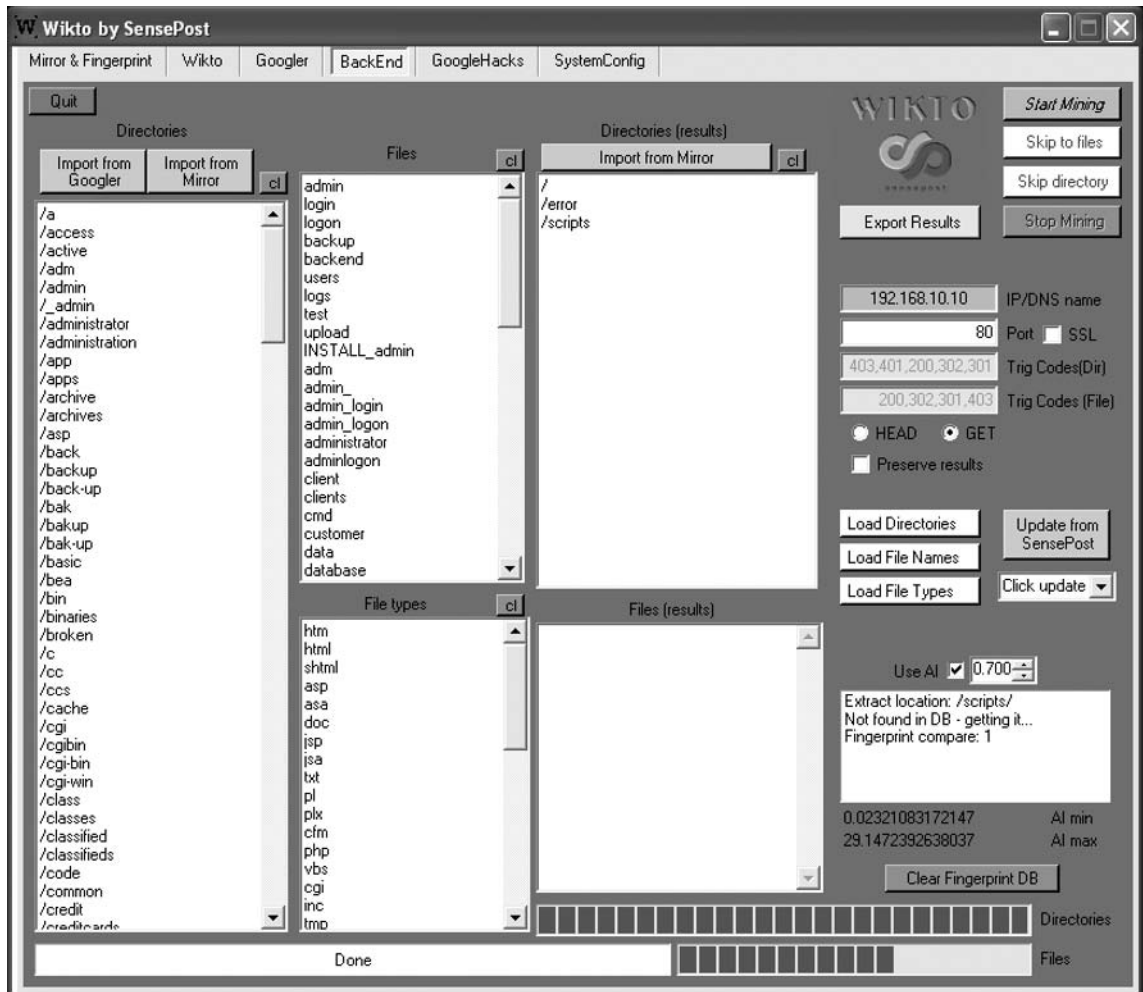 Wikto by SensePost
Mirror & Fingerprint Wikto Googler BackEnd GoogleHacks SystemConfig
Quit
Directories
Import from Googler
Import from Mirror
cl
/a
/access
/active
/adm
/admin
/_admin
/administrator
/administration
/app
/apps
/archive
/archives
/asp
/back
/backup
/back-up
/bak
/bakup
/bak-up
/basic
/bea
/bin
/binaries
/broken
/c
/cc
/ccs
/cache
/cgi
/cgibin
/cgi-bin
/cgi-win
/class
/classes
/classified
/classifieds
/code
/common
/credit
/creditcards
Files
cl
admin
login
logon
backup
backend
users
logs
test
upload
INSTALL_admin
adm
admin_
admin_login
admin_logon
administrator
adminlogon
client
clients
cmd
customer
data
database
File types
cl
htm
html
shtml
asp
asa
doc
jsp
jsa
txt
pl
plx
cfm
php
vbs
cgi
inc
tmp
Directories (results)
Import from Mirror
cl
/
/error
/scripts
Files (results)
WIKTO
sensepost
Start Mining
Skip to files
Skip directory
Export Results
Stop Mining
192.168.10.10 IP/DNS name
80 Port SSL
403,401,200,302,301 Trig Codes(Dir)
200,302,301,403 Trig Codes (File)
HEAD GET
Preserve results
Load Directories
Load File Names
Load File Types
Update from SensePost
Click update
Use AI 0.700
Extract location: /scripts/
Not found in DB - getting it...
Fingerprint compare: 1
0.02321083172147 AI min
29.1472392638037 AI max
Clear Fingerprint DB
Directories
Done
Files